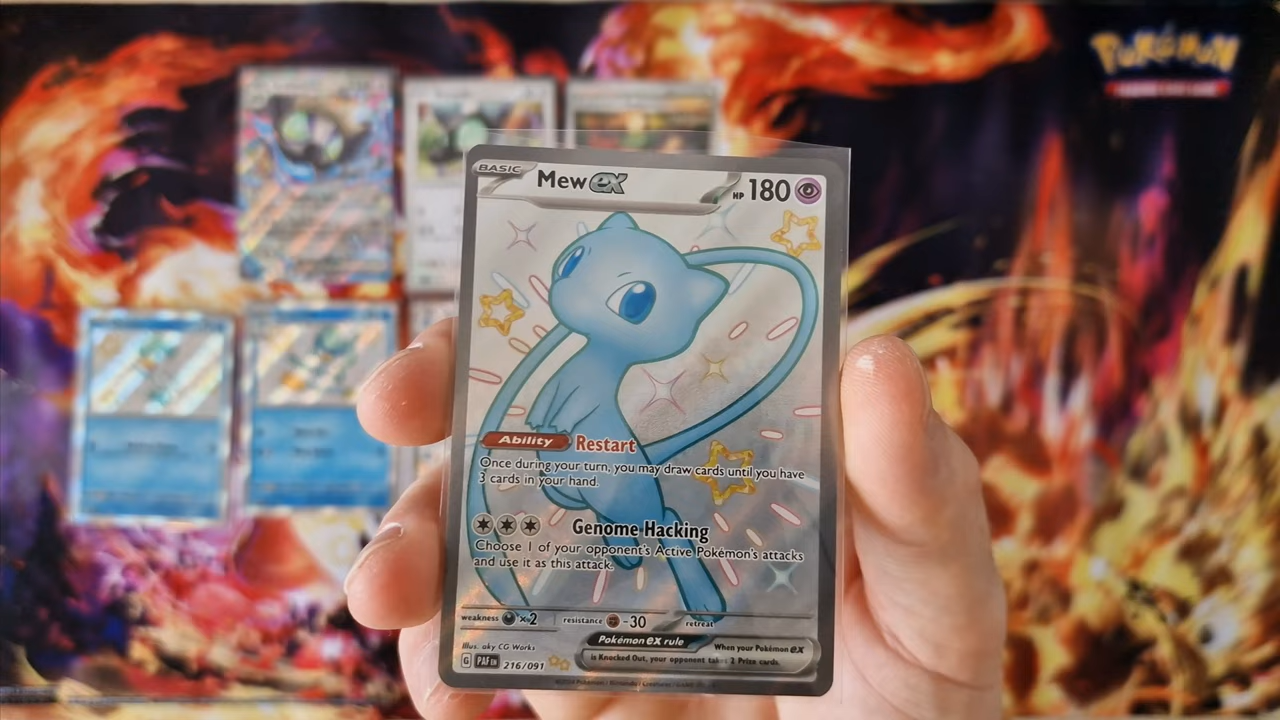 POKÉMON
BASIC
Mew ex
HP 180
Ability Restart
Once during your turn, you may draw cards until you have
3 cards in your hand.
Genome Hacking
Choose 1 of your opponent's Active Pokémon's attacks
and use it as this attack.
weakness ×2 resistance -30 retreat
Pokémon ex rule When your Pokémon ex
is Knocked Out, your opponent takes 2 Prize cards.
Illus. aky CG Works
G PAF EN 216/091